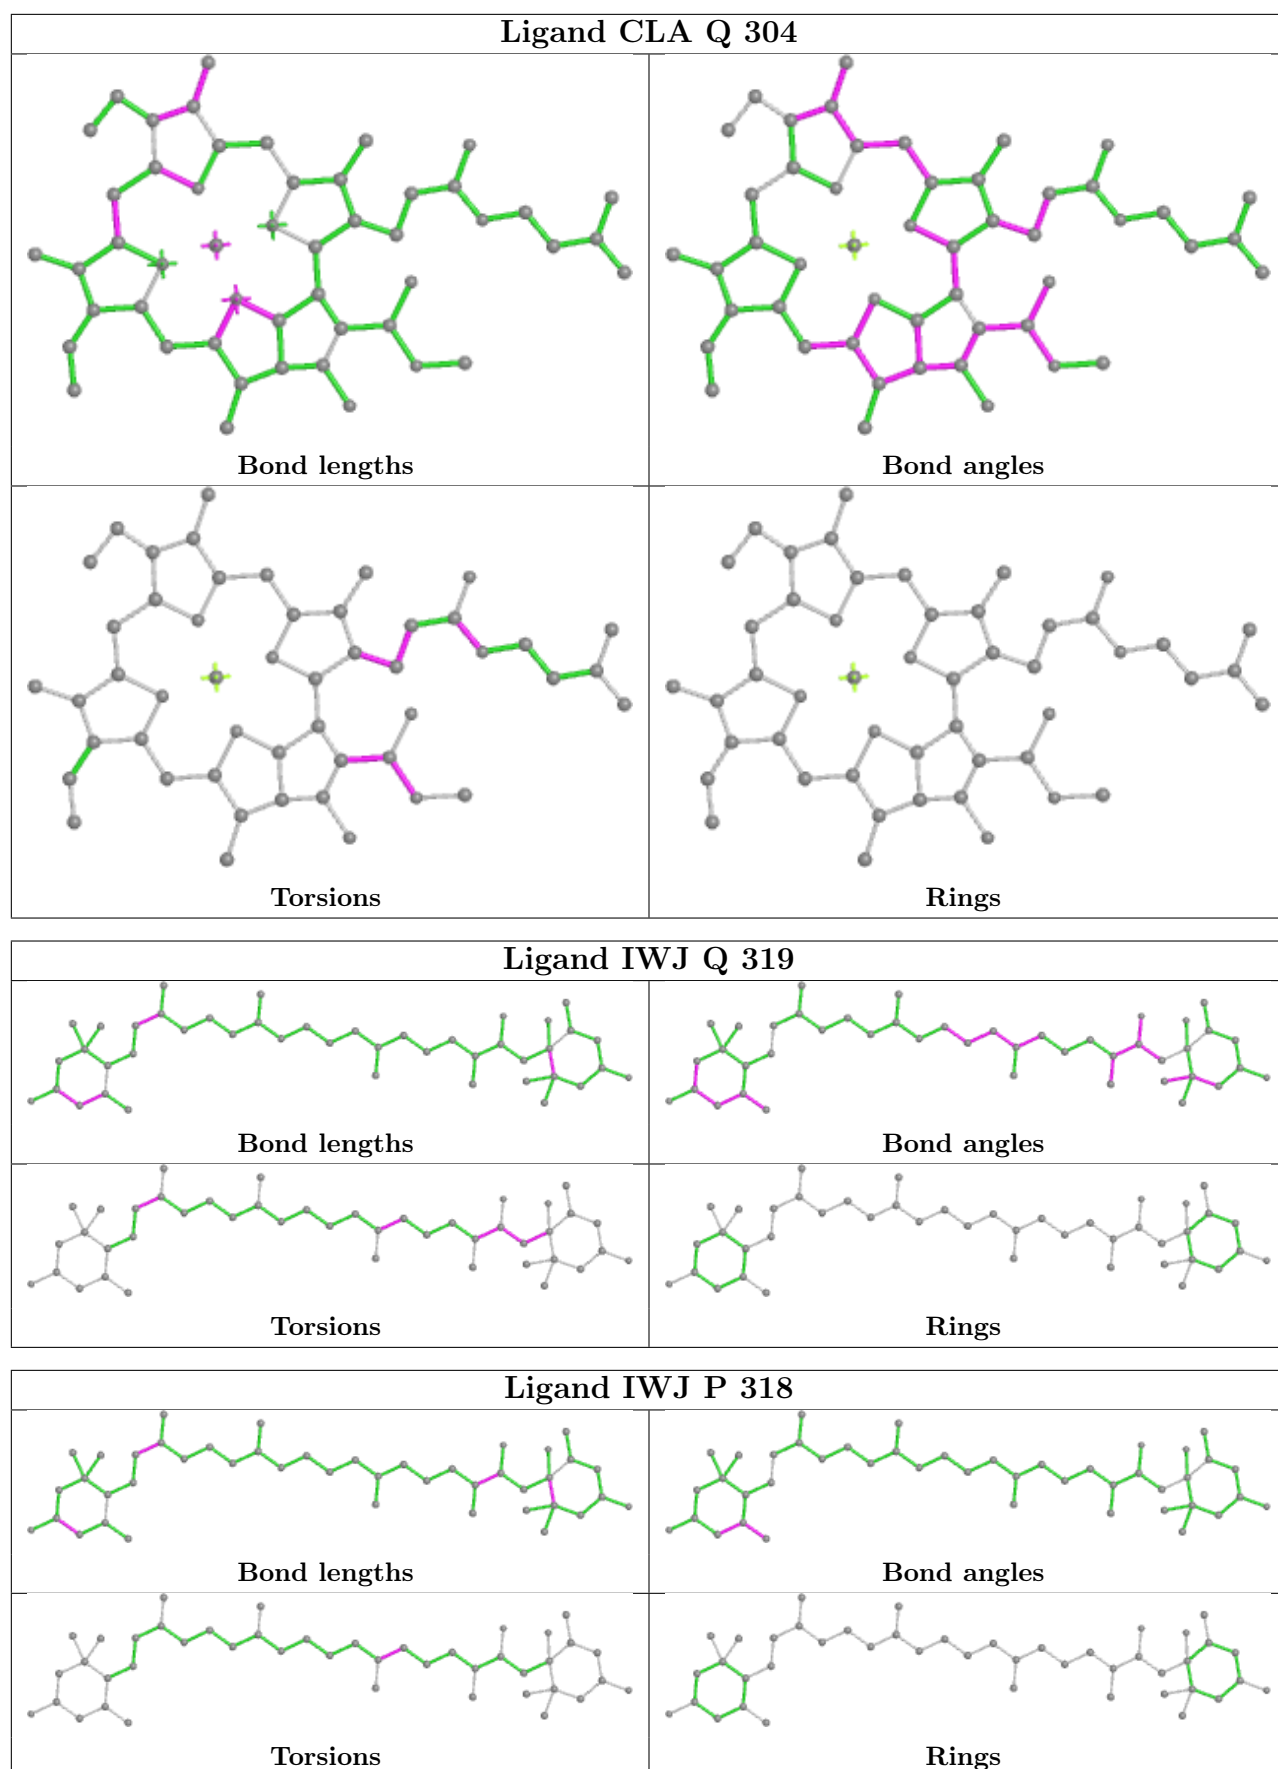 Ligand CLA Q 304
Bond lengths
Bond angles
Torsions
Rings
Ligand IWJ Q 319
Bond lengths
Bond angles
Torsions
Rings
Ligand IWJ P 318
Bond lengths
Bond angles
Torsions
Rings